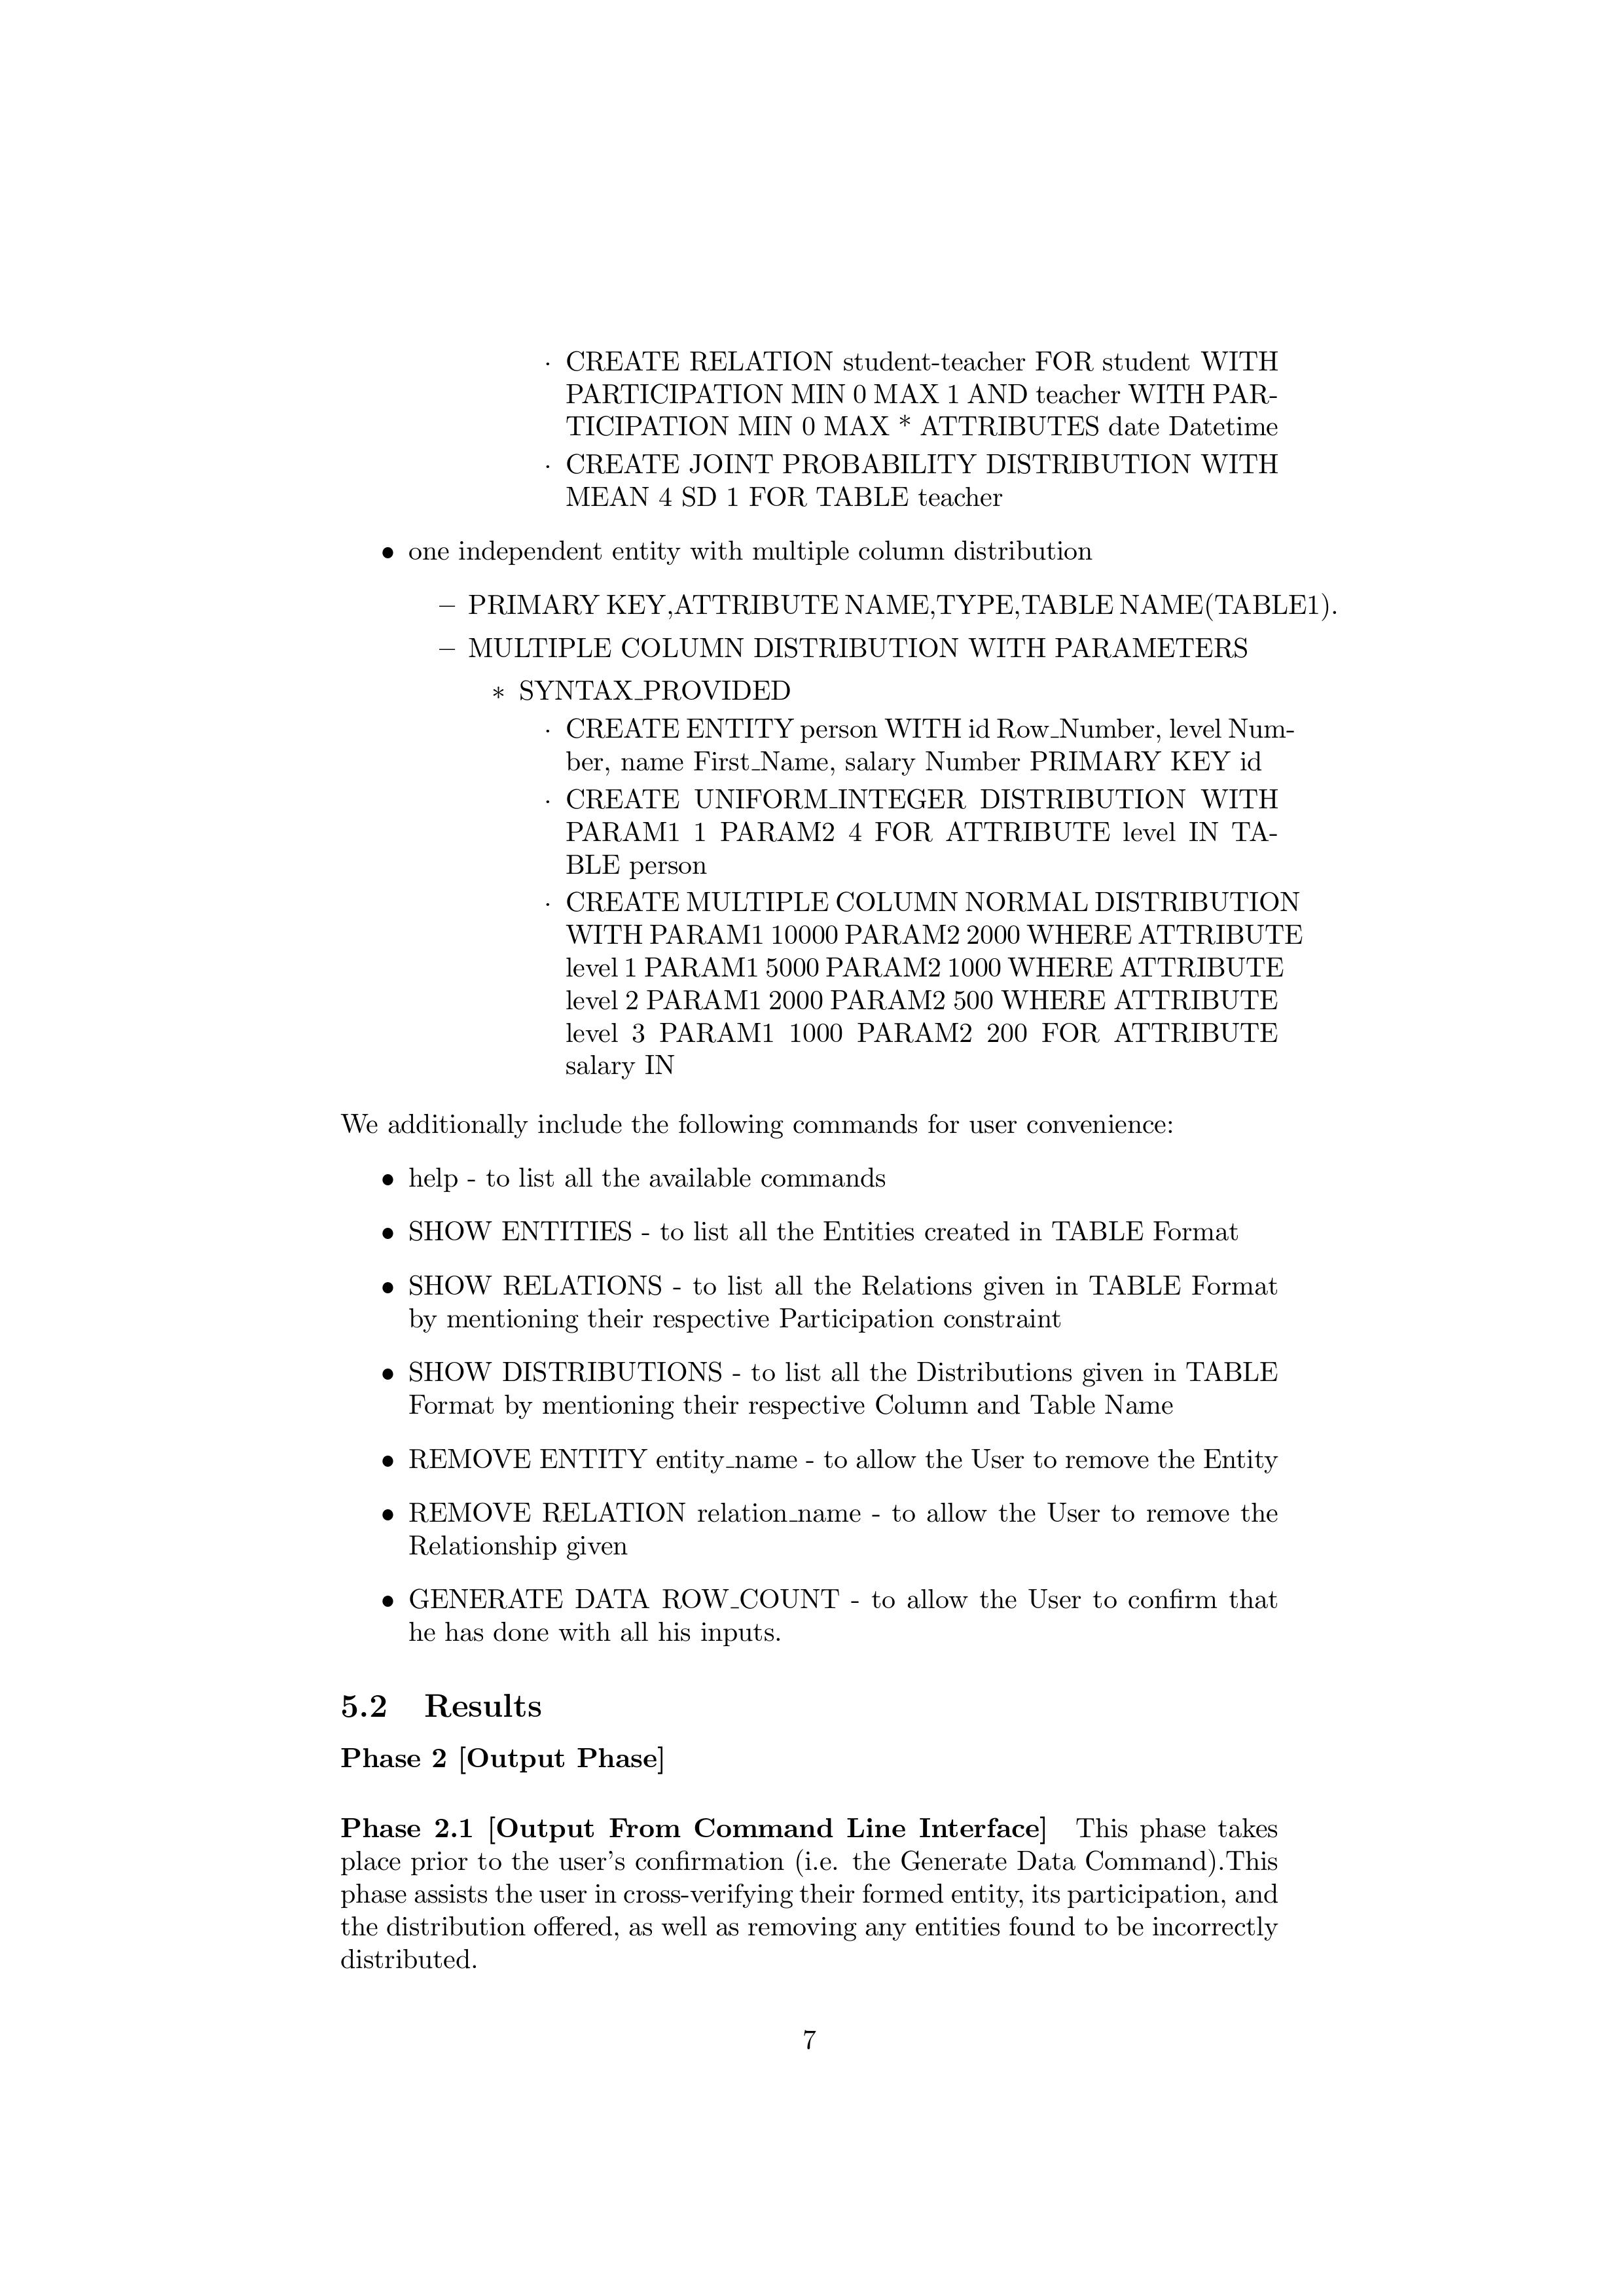 · CREATE RELATION student-teacher FOR student WITH
PARTICIPATION MIN 0 MAX 1 AND teacher WITH PAR-
TICIPATION MIN 0 MAX * ATTRIBUTES date Datetime
· CREATE JOINT PROBABILITY DISTRIBUTION WITH
MEAN 4 SD 1 FOR TABLE teacher
• one independent entity with multiple column distribution
– PRIMARY KEY,ATTRIBUTE NAME,TYPE,TABLE NAME(TABLE1).
– MULTIPLE COLUMN DISTRIBUTION WITH PARAMETERS
∗ SYNTAX_PROVIDED
· CREATE ENTITY person WITH id Row_Number, level Num-
ber, name First_Name, salary Number PRIMARY KEY id
· CREATE UNIFORM_INTEGER DISTRIBUTION WITH
PARAM1 1 PARAM2 4 FOR ATTRIBUTE level IN TA-
BLE person
· CREATE MULTIPLE COLUMN NORMAL DISTRIBUTION
WITH PARAM1 10000 PARAM2 2000 WHERE ATTRIBUTE
level 1 PARAM1 5000 PARAM2 1000 WHERE ATTRIBUTE
level 2 PARAM1 2000 PARAM2 500 WHERE ATTRIBUTE
level 3 PARAM1 1000 PARAM2 200 FOR ATTRIBUTE
salary IN
We additionally include the following commands for user convenience:
• help - to list all the available commands
• SHOW ENTITIES - to list all the Entities created in TABLE Format
• SHOW RELATIONS - to list all the Relations given in TABLE Format
by mentioning their respective Participation constraint
• SHOW DISTRIBUTIONS - to list all the Distributions given in TABLE
Format by mentioning their respective Column and Table Name
• REMOVE ENTITY entity_name - to allow the User to remove the Entity
• REMOVE RELATION relation_name - to allow the User to remove the
Relationship given
• GENERATE DATA ROW_COUNT - to allow the User to confirm that
he has done with all his inputs.
5.2 Results
Phase 2 [Output Phase]
Phase 2.1 [Output From Command Line Interface] This phase takes
place prior to the user's confirmation (i.e. the Generate Data Command).This
phase assists the user in cross-verifying their formed entity, its participation, and
the distribution offered, as well as removing any entities found to be incorrectly
distributed.
7